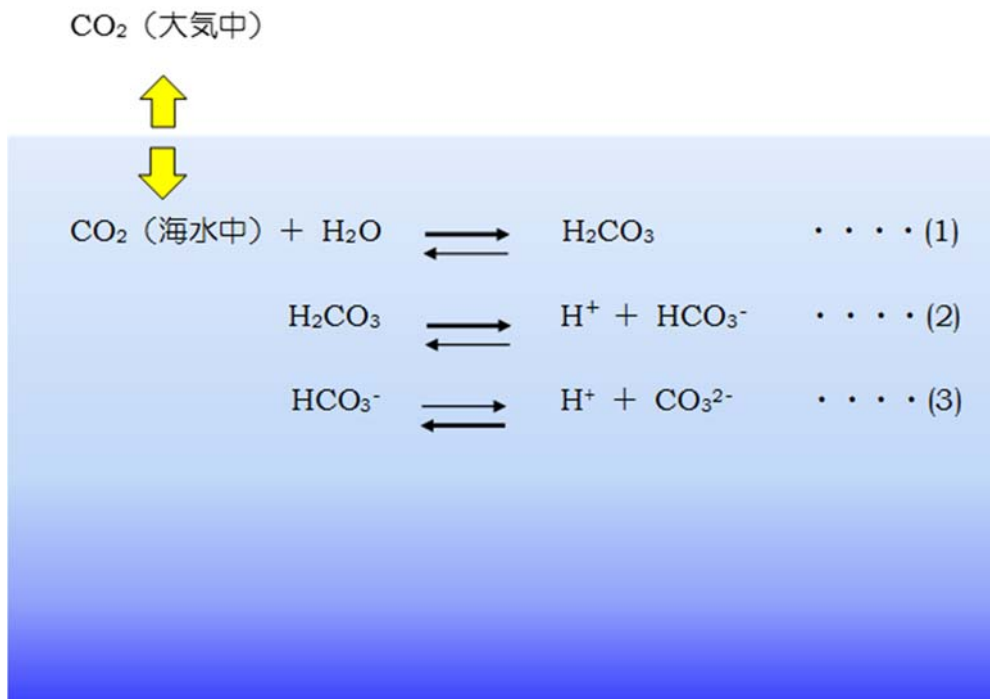 CO₂（大気中）
CO₂（海水中）＋ H₂O ⇌ H₂CO₃ ・・・・(1)
H₂CO₃ ⇌ H⁺ + HCO₃⁻ ・・・・(2)
HCO₃⁻ ⇌ H⁺ + CO₃²⁻ ・・・・(3)